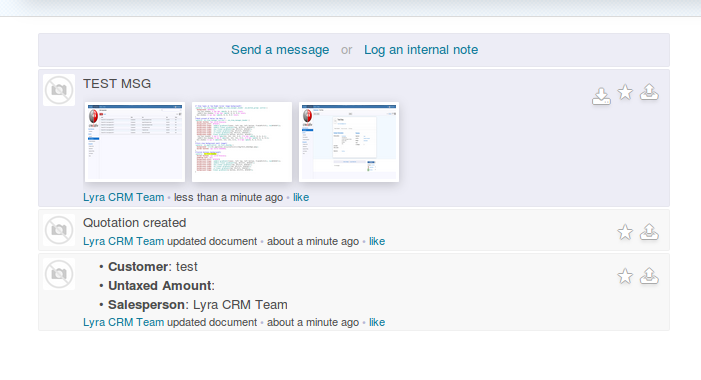 Send a message or Log an internal note
TEST MSG
Lyra CRM Team • less than a minute ago • like
Quotation created
Lyra CRM Team updated document • about a minute ago • like
• Customer: test
• Untaxed Amount:
• Salesperson: Lyra CRM Team
Lyra CRM Team updated document • about a minute ago • like